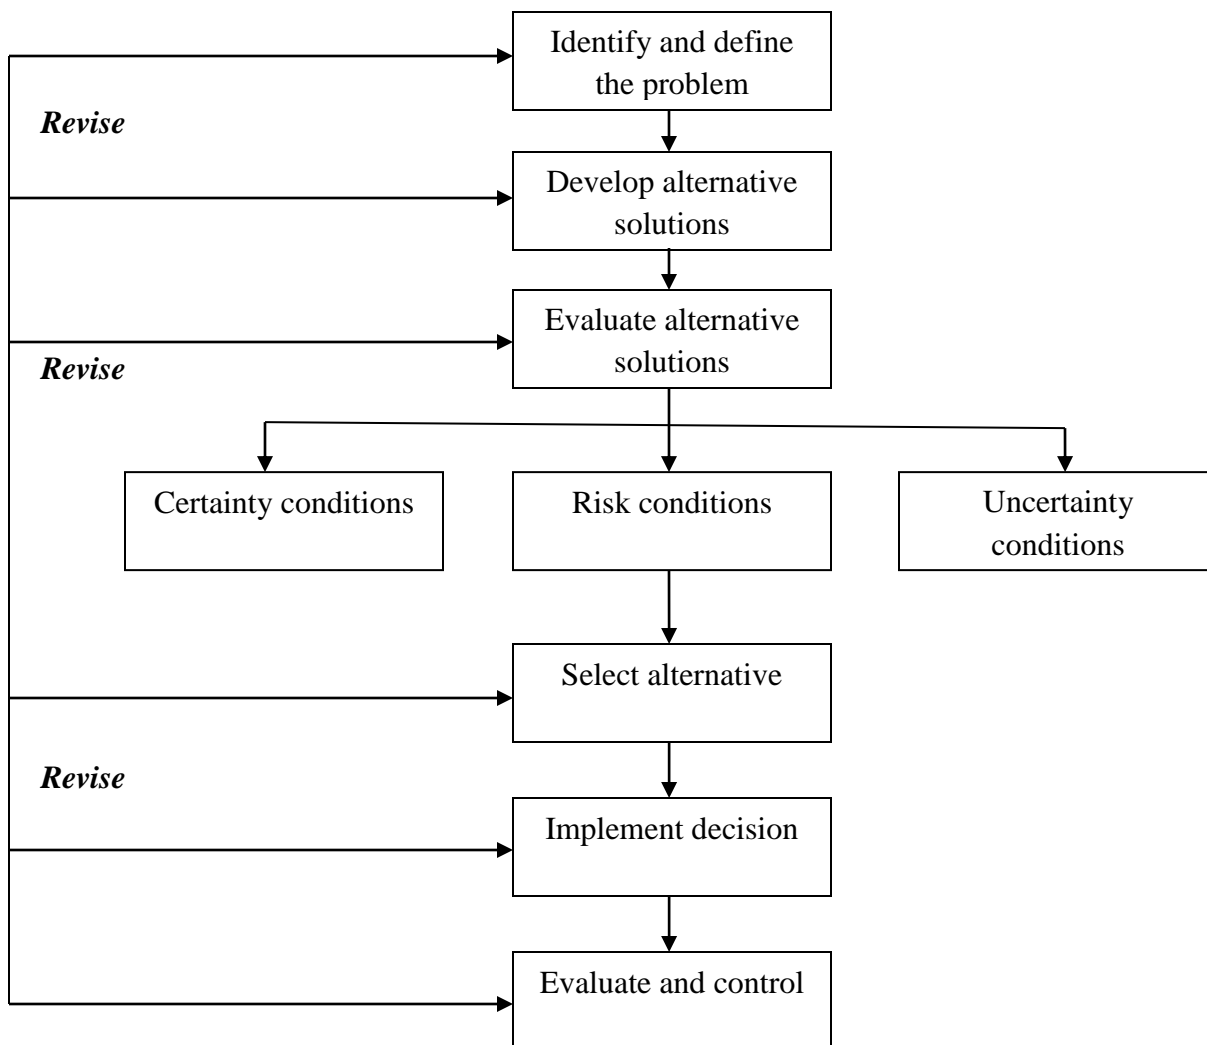 Identify and define
the problem
Revise
Develop alternative
solutions
Evaluate alternative
solutions
Revise
Certainty conditions
Risk conditions
Uncertainty
conditions
Select alternative
Revise
Implement decision
Evaluate and control